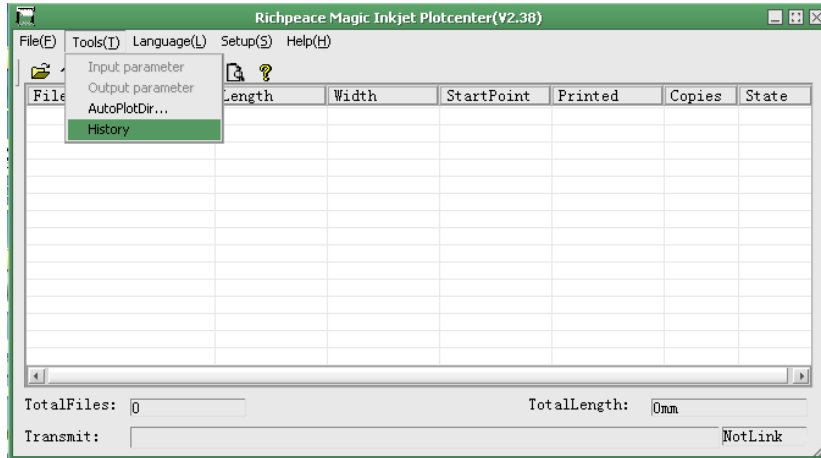 Richpeace Magic Inkjet Plotcenter(V2.38)
File(F) Tools(T) Language(L) Setup(S) Help(H)
Input parameter
Output parameter
AutoPlotDir...
History
File Length Width StartPoint Printed Copies State
TotalFiles: 0 TotalLength: 0mm
Transmit: NotLink